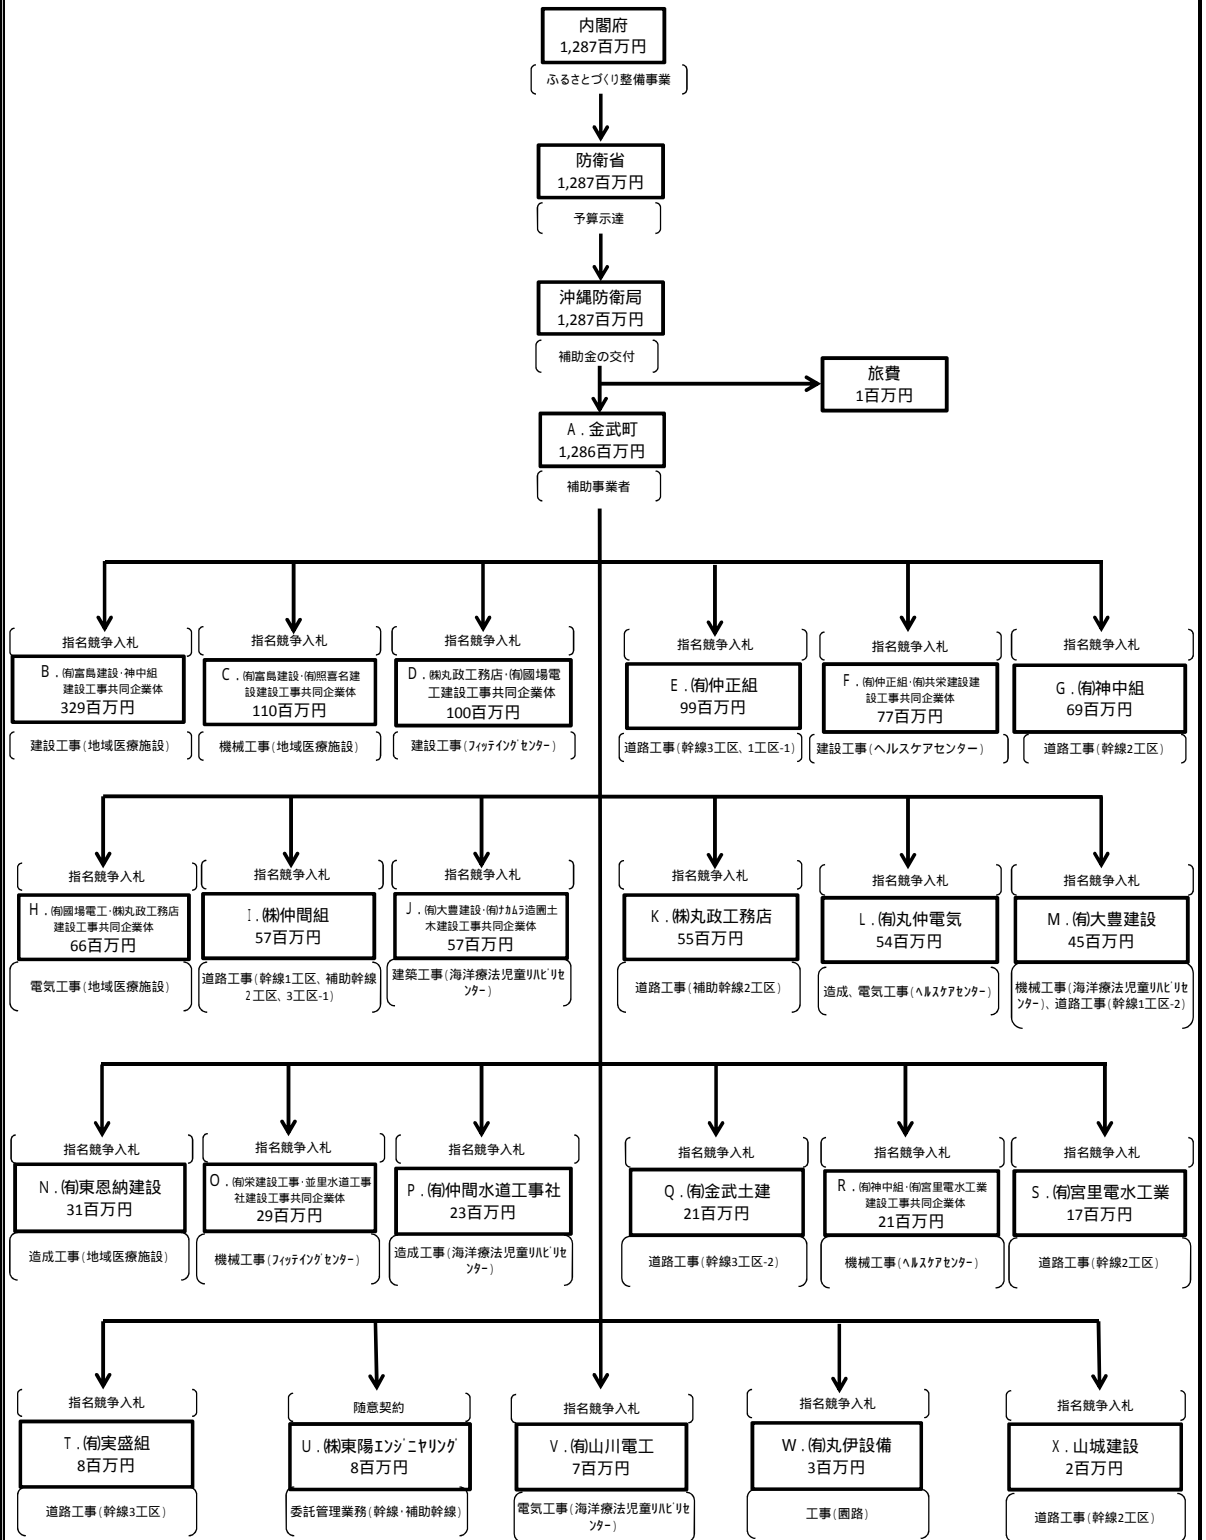 内閣府
1,287百万円
ふるさとづくり整備事業
防衛省
1,287百万円
予算示達
沖縄防衛局
1,287百万円
補助金の交付
旅費
1百万円
A．金武町
1,286百万円
補助事業者
指名競争入札
B．㈲富島建設・神中組
建設工事共同企業体
329百万円
建設工事(地域医療施設)
指名競争入札
C．㈲富島建設・㈲照喜名建
設建設工事共同企業体
110百万円
機械工事(地域医療施設)
指名競争入札
D．㈱丸政工務店・㈲國場電
工建設工事共同企業体
100百万円
建設工事(フィッテイングセンター)
指名競争入札
E．㈲仲正組
99百万円
道路工事(幹線3工区、1工区-1)
指名競争入札
F．㈲仲正組・㈲共栄建設建
設工事共同企業体
77百万円
建設工事(ヘルスケアセンター)
指名競争入札
G．㈲神中組
69百万円
道路工事(幹線2工区)
指名競争入札
H．㈲國場電工・㈱丸政工務店
建設工事共同企業体
66百万円
電気工事(地域医療施設)
指名競争入札
I．㈱仲間組
57百万円
道路工事(幹線1工区、補助幹線
2工区、3工区-1)
指名競争入札
J．㈲大豊建設・㈲ナカムラ造園土
木建設工事共同企業体
57百万円
建築工事(海洋療法児童リハビリセ
ンター)
指名競争入札
K．㈱丸政工務店
55百万円
道路工事(補助幹線2工区)
指名競争入札
L．㈲丸仲電気
54百万円
造成、電気工事(ヘルスケアセンター)
指名競争入札
M．㈲大豊建設
45百万円
機械工事(海洋療法児童リハビリセ
ンター)、道路工事(幹線1工区-2)
指名競争入札
N．㈲東恩納建設
31百万円
造成工事(地域医療施設)
指名競争入札
O．㈲栄建設工事・並里水道工事
社建設工事共同企業体
29百万円
機械工事(フィッテイングセンター)
指名競争入札
P．㈲仲間水道工事社
23百万円
造成工事(海洋療法児童リハビリセ
ンター)
指名競争入札
Q．㈲金武土建
21百万円
道路工事(幹線3工区-2)
指名競争入札
R．㈲神中組・㈲宮里電水工業
建設工事共同企業体
21百万円
機械工事(ヘルスケアセンター)
指名競争入札
S．㈲宮里電水工業
17百万円
道路工事(幹線2工区)
指名競争入札
T．㈲実盛組
8百万円
道路工事(幹線3工区)
随意契約
U．㈱東陽エンジニヤリング
8百万円
委託管理業務(幹線・補助幹線)
指名競争入札
V．㈲山川電工
7百万円
電気工事(海洋療法児童リハビリセ
ンター)
指名競争入札
W．㈲丸伊設備
3百万円
工事(園路)
指名競争入札
X．山城建設
2百万円
道路工事(幹線2工区)